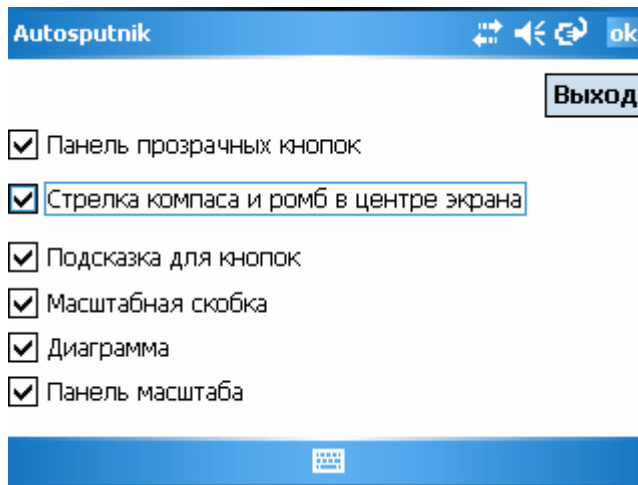 Autosputnik
ok
Выход
Панель прозрачных кнопок
Стрелка компаса и ромб в центре экрана
Подсказка для кнопок
Масштабная скобка
Диаграмма
Панель масштаба